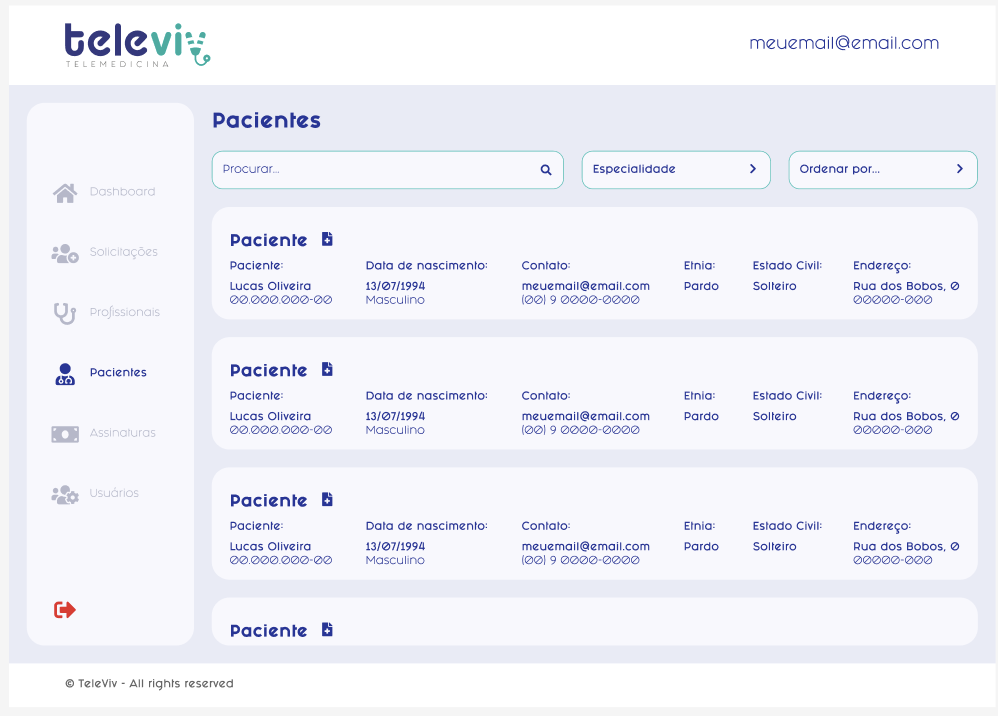 televiv
TELEMEDICINA
meuemail@email.com
Dashboard
Solicitações
Profissionais
Pacientes
Assinaturas
Usuários
Pacientes
Procurar...
Especialidade
Ordenar por...
Paciente
Paciente: Data de nascimento: Contato: Etnia: Estado Civil: Endereço:
Lucas Oliveira 13/07/1994 meuemail@email.com Pardo Solteiro Rua dos Bobos, 0
00.000.000-00 Masculino (00) 9 0000-0000 00000-000
Paciente
Paciente: Data de nascimento: Contato: Etnia: Estado Civil: Endereço:
Lucas Oliveira 13/07/1994 meuemail@email.com Pardo Solteiro Rua dos Bobos, 0
00.000.000-00 Masculino (00) 9 0000-0000 00000-000
Paciente
Paciente: Data de nascimento: Contato: Etnia: Estado Civil: Endereço:
Lucas Oliveira 13/07/1994 meuemail@email.com Pardo Solteiro Rua dos Bobos, 0
00.000.000-00 Masculino (00) 9 0000-0000 00000-000
Paciente
© TeleViv - All rights reserved